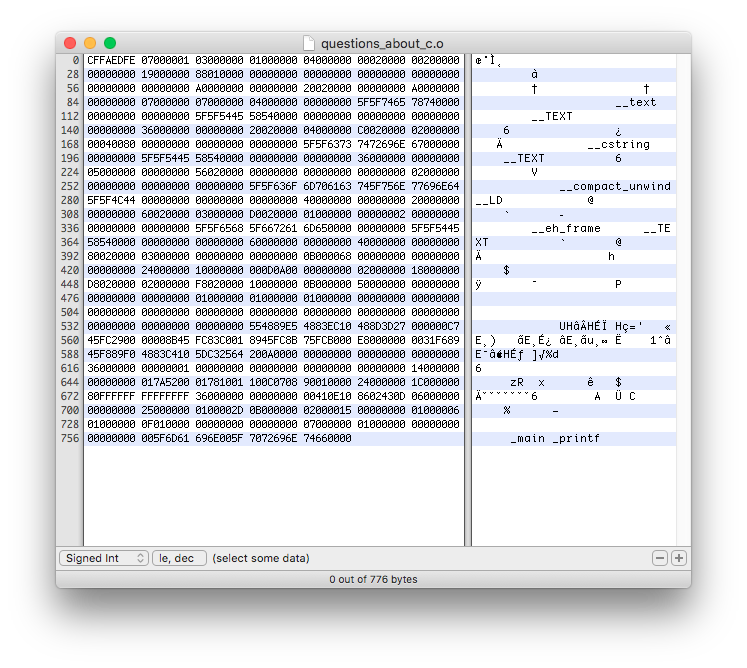 questions_about_c.o
0 CFFAEDFE 07000001 03000000 01000000 04000000 00020000 00200000 œ˙Ì˛
28 00000000 19000000 88010000 00000000 00000000 00000000 00000000 à
56 00000000 00000000 A0000000 00000000 20020000 00000000 A0000000 † †
84 00000000 07000000 07000000 04000000 00000000 5F5F7465 78740000 __text
112 00000000 00000000 5F5F5445 58540000 00000000 00000000 00000000 __TEXT
140 00000000 36000000 00000000 20020000 04000000 C0020000 02000000 6 ¿
168 00040080 00000000 00000000 00000000 5F5F6373 7472696E 67000000 Ä __cstring
196 00000000 5F5F5445 58540000 00000000 00000000 36000000 00000000 __TEXT 6
224 05000000 00000000 56020000 00000000 00000000 00000000 02000000 V
252 00000000 00000000 00000000 5F5F636F 6D706163 745F756E 77696E64 __compact_unwind
280 5F5F4C44 00000000 00000000 00000000 40000000 00000000 20000000 __LD @
308 00000000 60020000 03000000 D0020000 01000000 00000002 00000000 ` –
336 00000000 00000000 5F5F6568 5F667261 6D650000 00000000 5F5F5445 __eh_frame __TE
364 58540000 00000000 00000000 60000000 00000000 40000000 00000000 XT ` @
392 80020000 03000000 00000000 00000000 0B000068 00000000 00000000 Ä h
420 00000000 24000000 10000000 000D0A00 00000000 02000000 18000000 $
448 D8020000 02000000 F8020000 10000000 0B000000 50000000 00000000 ÿ ¯ P
476 00000000 00000000 01000000 01000000 01000000 00000000 00000000
504 00000000 00000000 00000000 00000000 00000000 00000000 00000000
532 00000000 00000000 00000000 554889E5 4883EC10 488D3D27 000000C7 UHâÂHÉÏ Hç=' «
560 45FC2900 00008B45 FC83C001 8945FC8B 75FCB000 E8000000 0031F689 E¸) ãE¸É¿ âE¸ãu¸∞ Ë 1ˆâ
588 45F889F0 4883C410 5DC32564 200A0000 00000000 00000000 00000000 E¯âHÉƒ ]√%d
616 36000000 00000001 00000000 00000000 00000000 00000000 14000000 6
644 00000000 017A5200 01781001 100C0708 90010000 24000000 1C000000 zR x ê $
672 80FFFFFF FFFFFFFF 36000000 00000000 00410E10 8602430D 06000000 Äˇˇˇˇˇˇˇ6 A Ü C
700 00000000 25000000 0100002D 0B000000 02000015 00000000 01000006 % -
728 01000000 0F010000 00000000 00000000 07000000 01000000 00000000
756 00000000 005F6D61 696E005F 7072696E 74660000 _main _printf
Signed Int le, dec (select some data)
0 out of 776 bytes